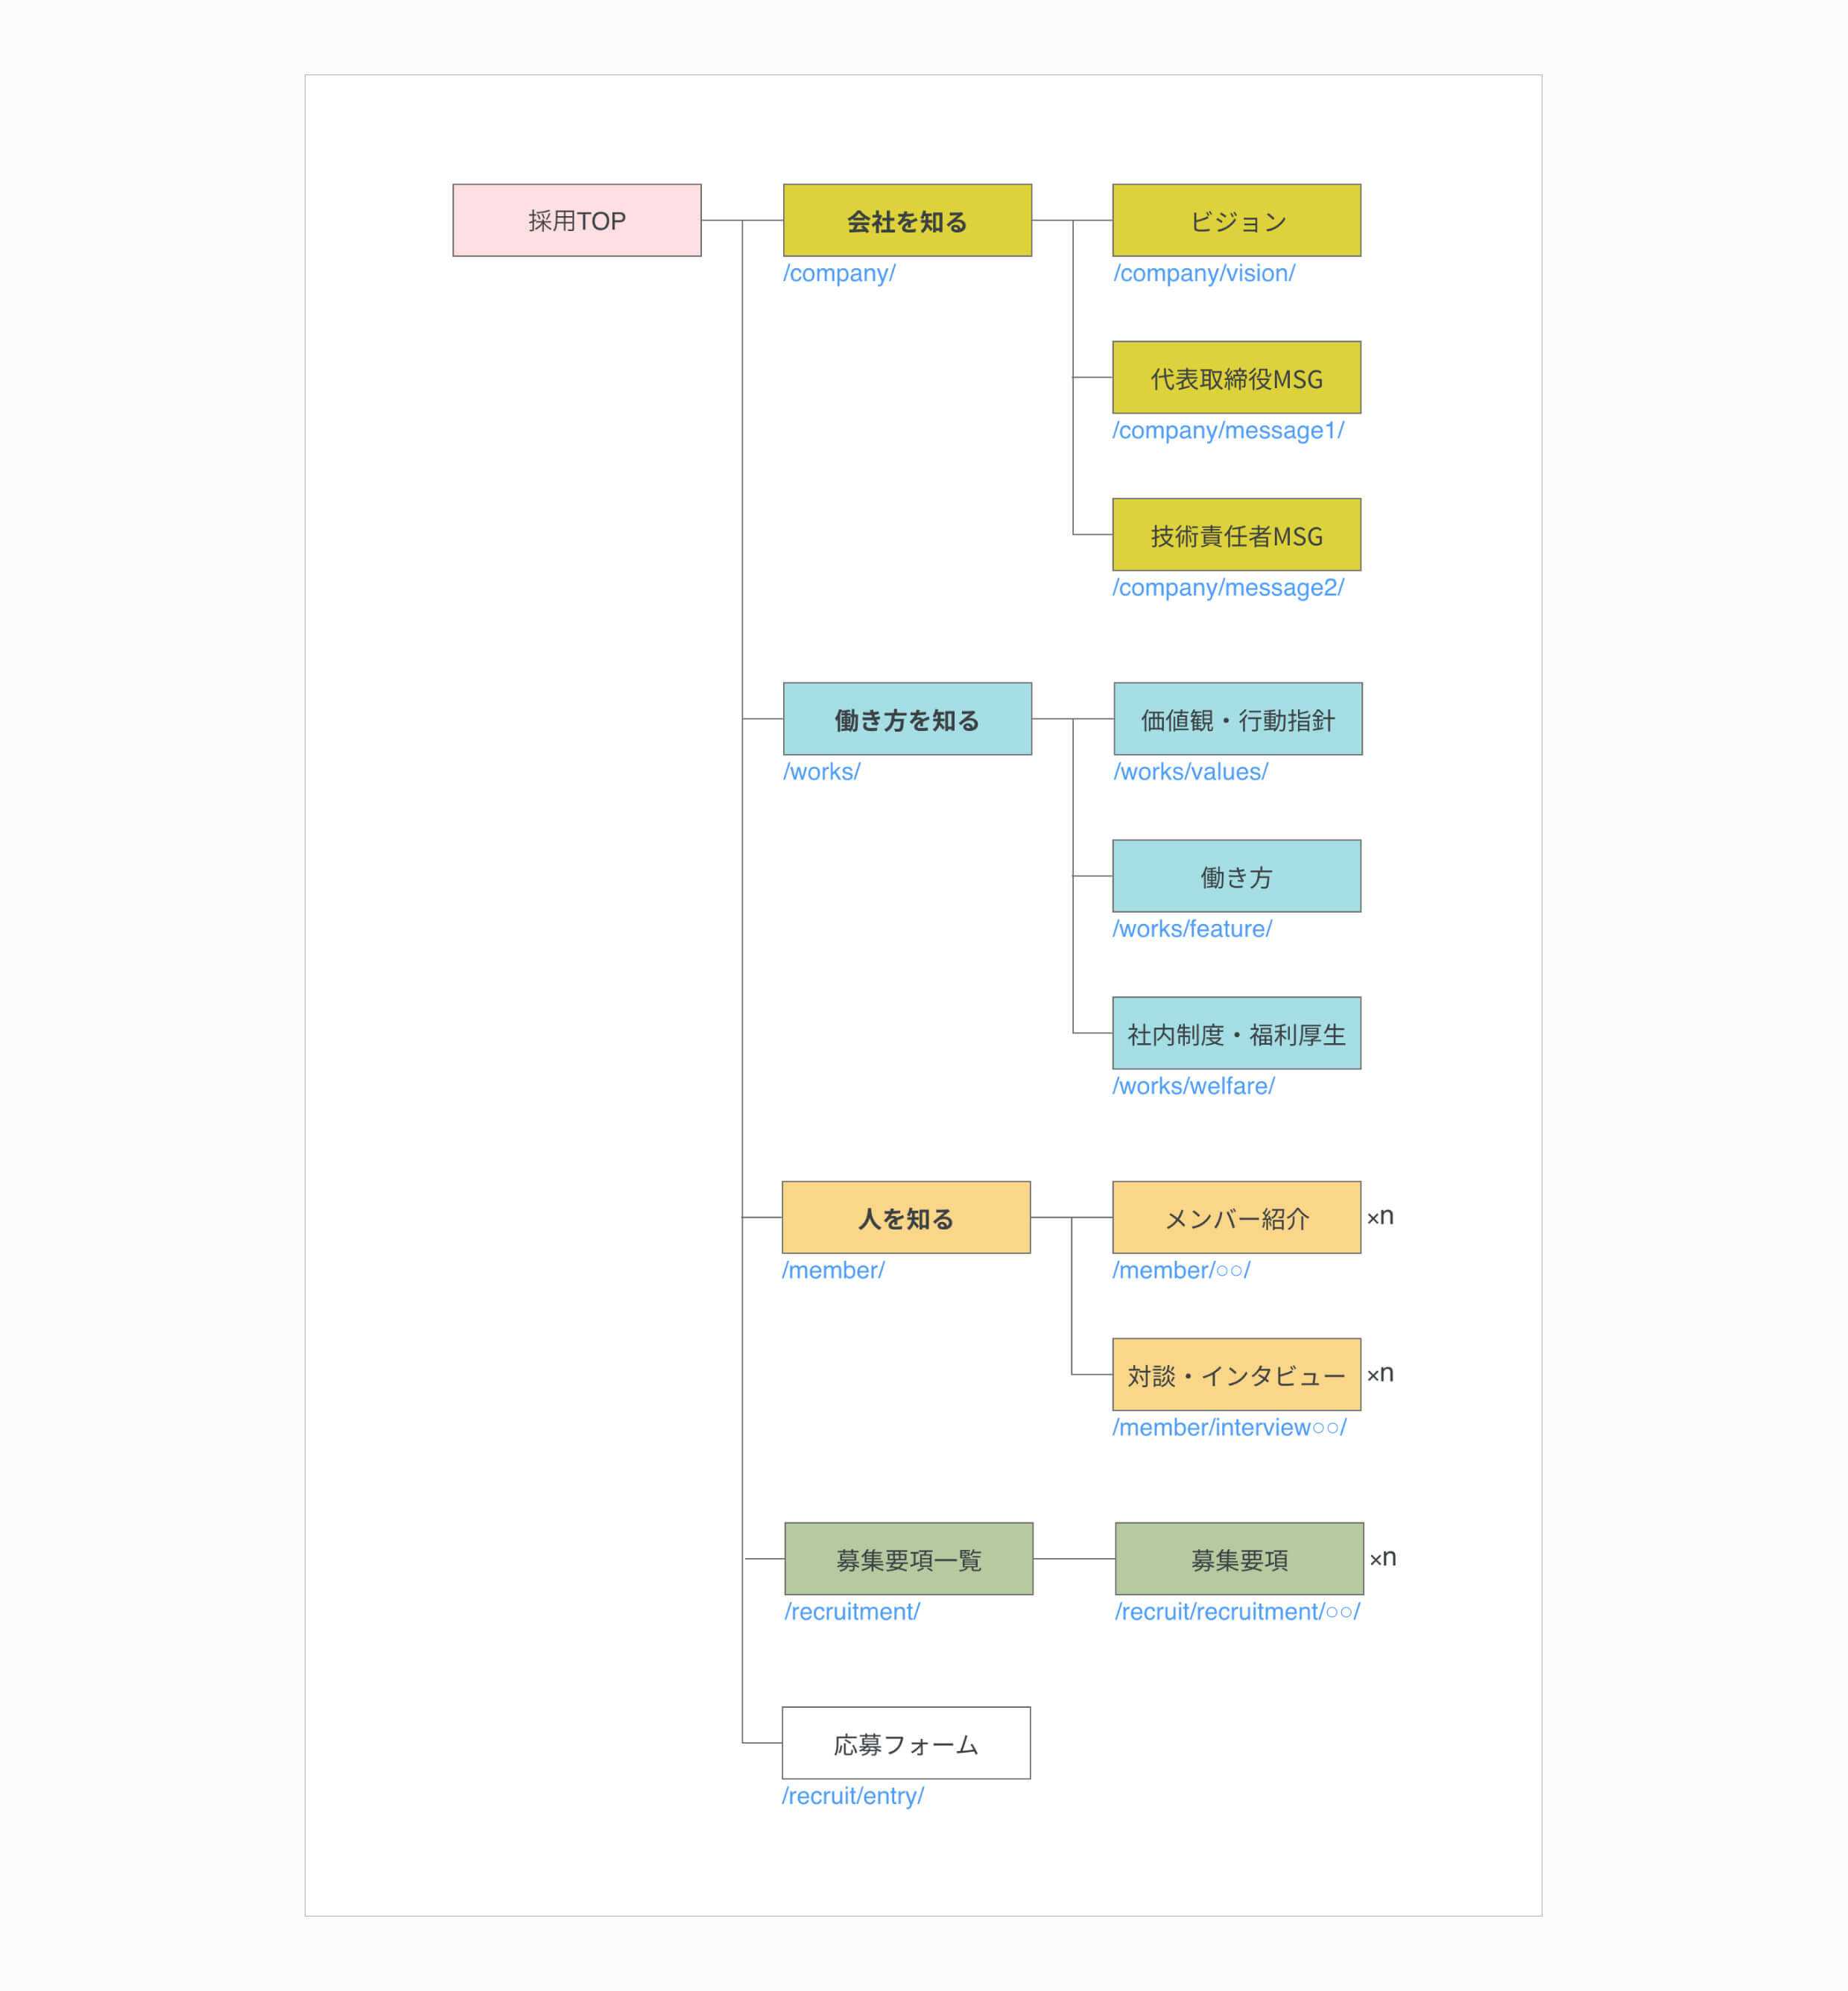 採用TOP
会社を知る
/company/
ビジョン
/company/vision/
代表取締役MSG
/company/message1/
技術責任者MSG
/company/message2/
働き方を知る
/works/
価値観・行動指針
/works/values/
働き方
/works/feature/
社内制度・福利厚生
/works/welfare/
人を知る
/member/
メンバー紹介
×n
/member/○○/
対談・インタビュー
×n
/member/interview○○/
募集要項一覧
/recruitment/
募集要項
×n
/recruit/recruitment/○○/
応募フォーム
/recruit/entry/